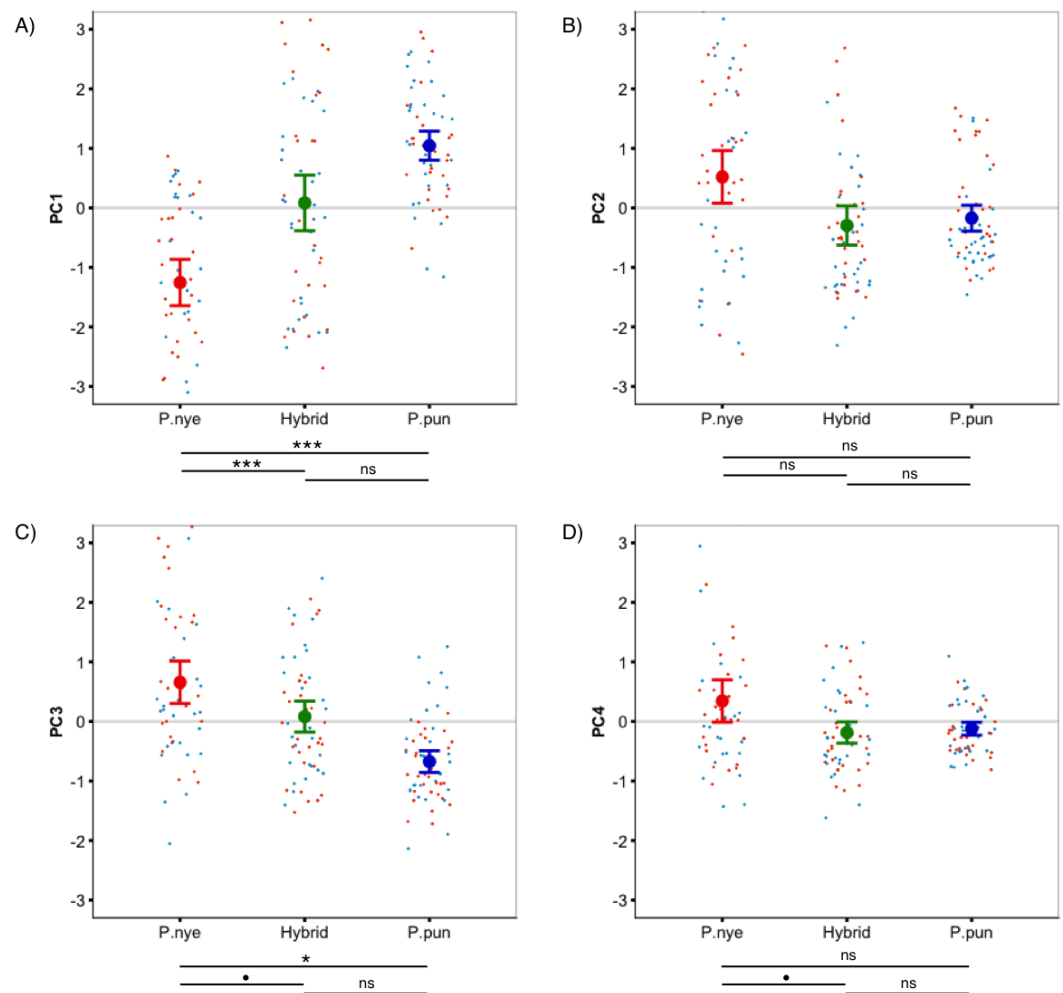 A)
PC1
3
2
1
0
-1
-2
-3
P.nye Hybrid P.pun
***
*** ns
B)
PC2
3
2
1
0
-1
-2
-3
P.nye Hybrid P.pun
ns
ns ns
C)
PC3
3
2
1
0
-1
-2
-3
P.nye Hybrid P.pun
*
• ns
D)
PC4
3
2
1
0
-1
-2
-3
P.nye Hybrid P.pun
ns
• ns